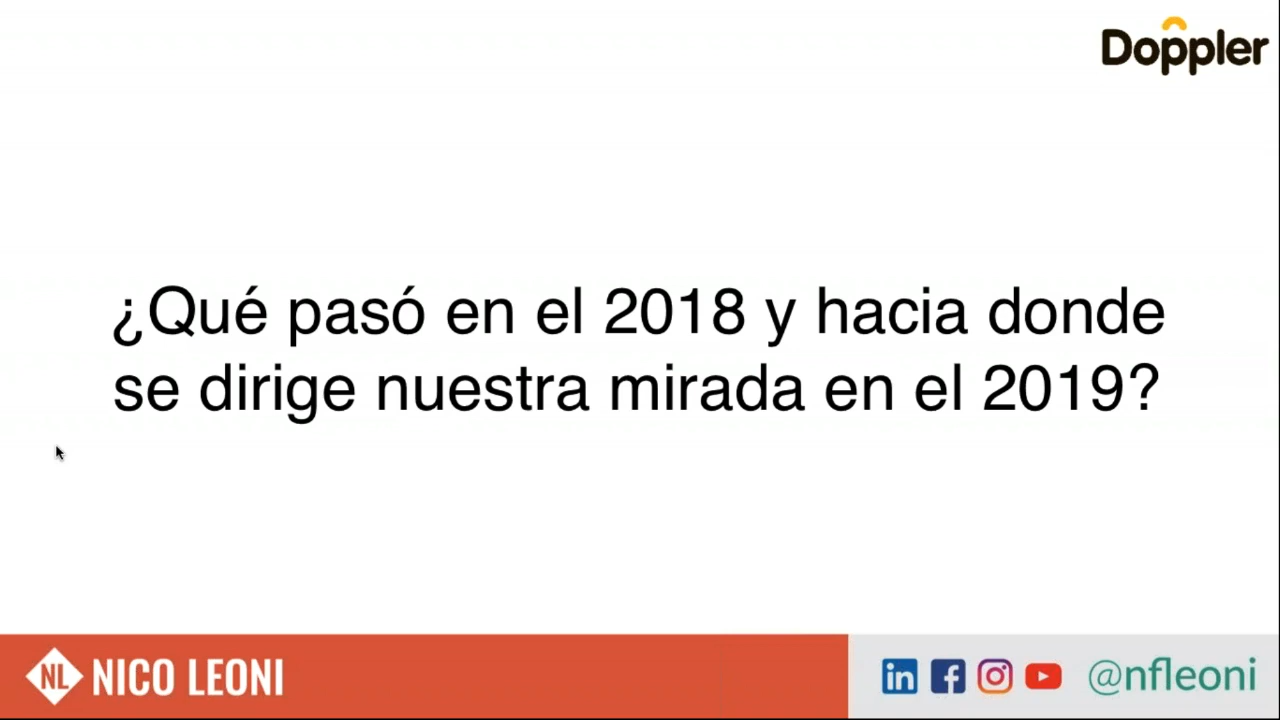 Doppler
¿Qué pasó en el 2018 y hacia donde
se dirige nuestra mirada en el 2019?
NL NICO LEONI
in f @nfleoni